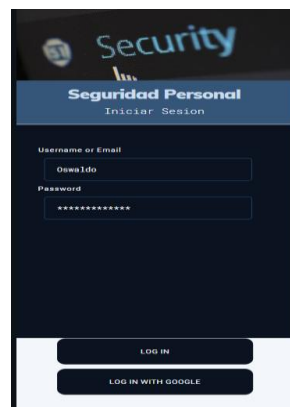 Security
Seguridad Personal
Iniciar Sesion
Username or Email
Oswaldo
Password
*************
LOG IN
LOG IN WITH GOOGLE